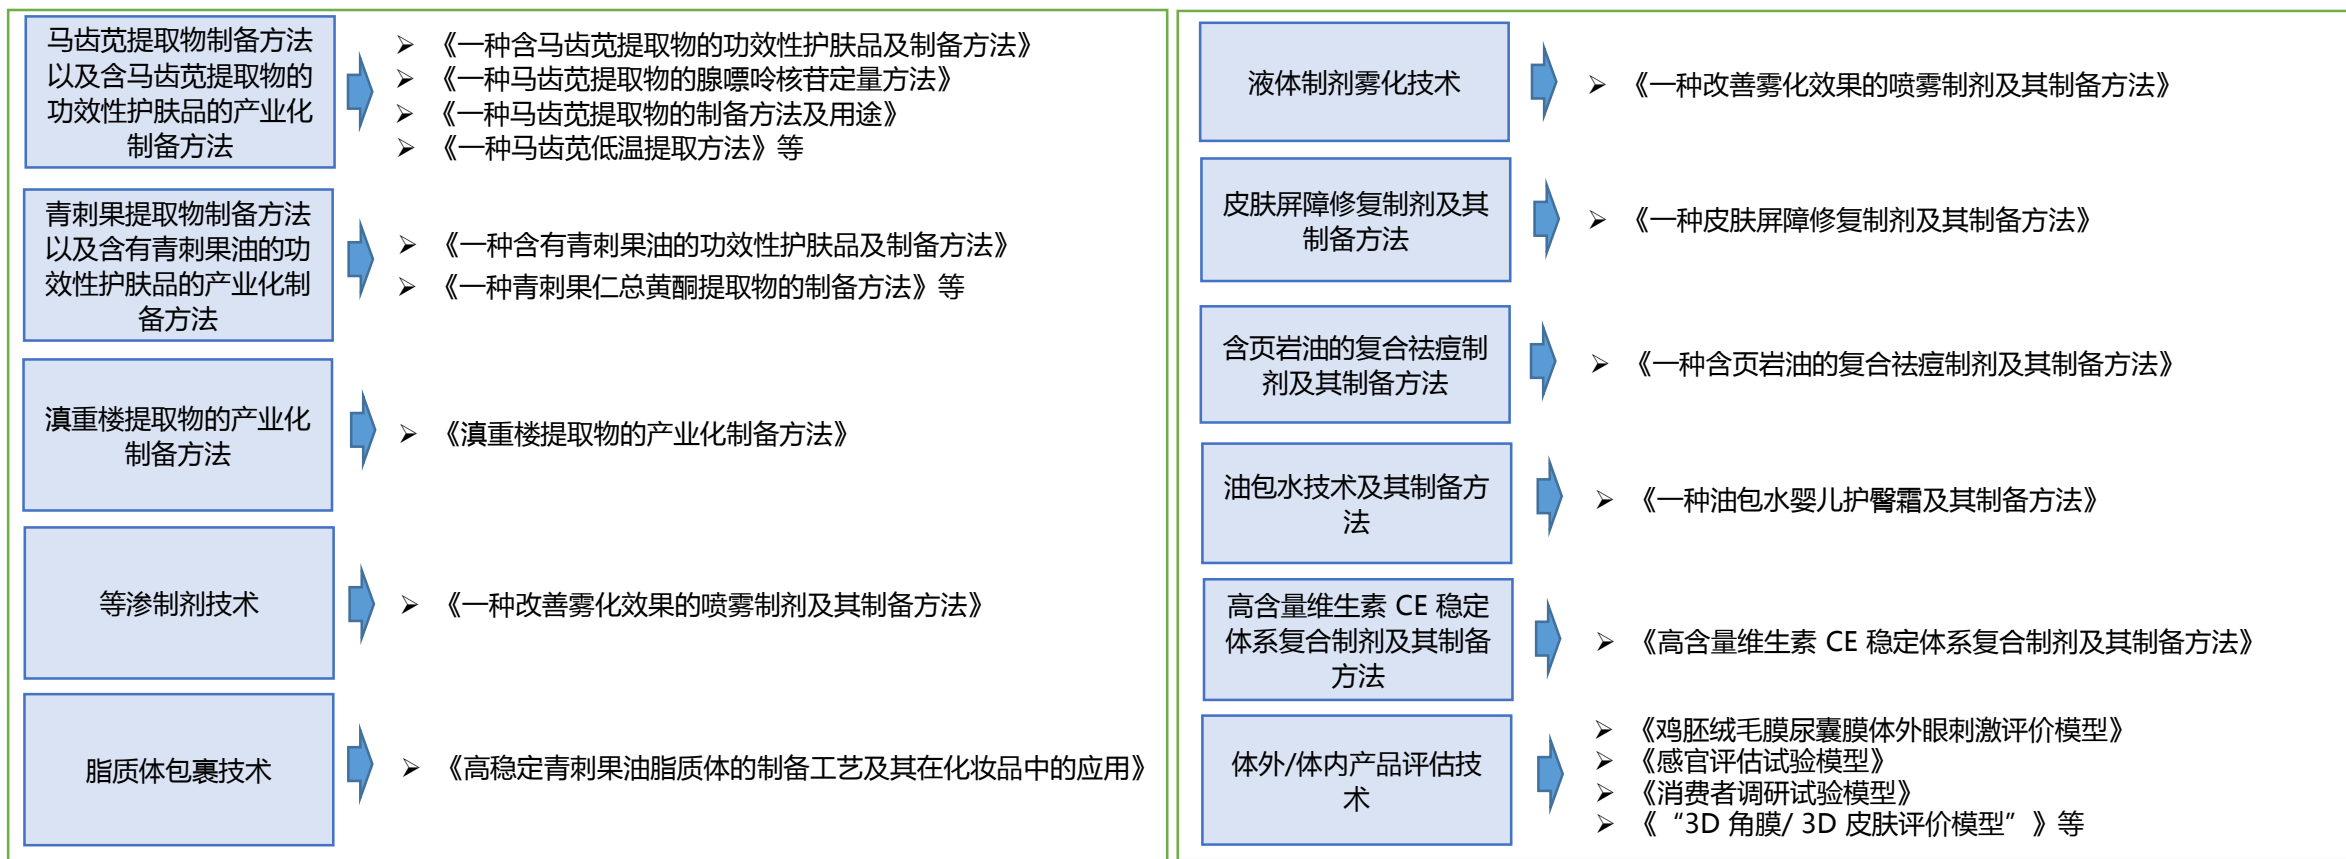 马齿苋提取物制备方法
以及含马齿苋提取物的
功效性护肤品的产业化
制备方法
➢ 《一种含马齿苋提取物的功效性护肤品及制备方法》
➢ 《一种马齿苋提取物的腺嘌呤核苷定量方法》
➢ 《一种马齿苋提取物的制备方法及用途》
➢ 《一种马齿苋低温提取方法》等
青刺果提取物制备方法
以及含有青刺果油的功
效性护肤品的产业化制
备方法
➢ 《一种含有青刺果油的功效性护肤品及制备方法》
➢ 《一种青刺果仁总黄酮提取物的制备方法》等
滇重楼提取物的产业化
制备方法
➢ 《滇重楼提取物的产业化制备方法》
等渗制剂技术
➢ 《一种改善雾化效果的喷雾制剂及其制备方法》
脂质体包裹技术
➢ 《高稳定青刺果油脂质体的制备工艺及其在化妆品中的应用》
液体制剂雾化技术
➢ 《一种改善雾化效果的喷雾制剂及其制备方法》
皮肤屏障修复制剂及其
制备方法
➢ 《一种皮肤屏障修复制剂及其制备方法》
含页岩油的复合祛痘制
剂及其制备方法
➢ 《一种含页岩油的复合祛痘制剂及其制备方法》
油包水技术及其制备方
法
➢ 《一种油包水婴儿护臀霜及其制备方法》
高含量维生素 CE 稳定
体系复合制剂及其制备
方法
➢ 《高含量维生素 CE 稳定体系复合制剂及其制备方法》
体外/体内产品评估技
术
➢ 《鸡胚绒毛膜尿囊膜体外眼刺激评价模型》
➢ 《感官评估试验模型》
➢ 《消费者调研试验模型》
➢ 《“3D 角膜/ 3D 皮肤评价模型”》等